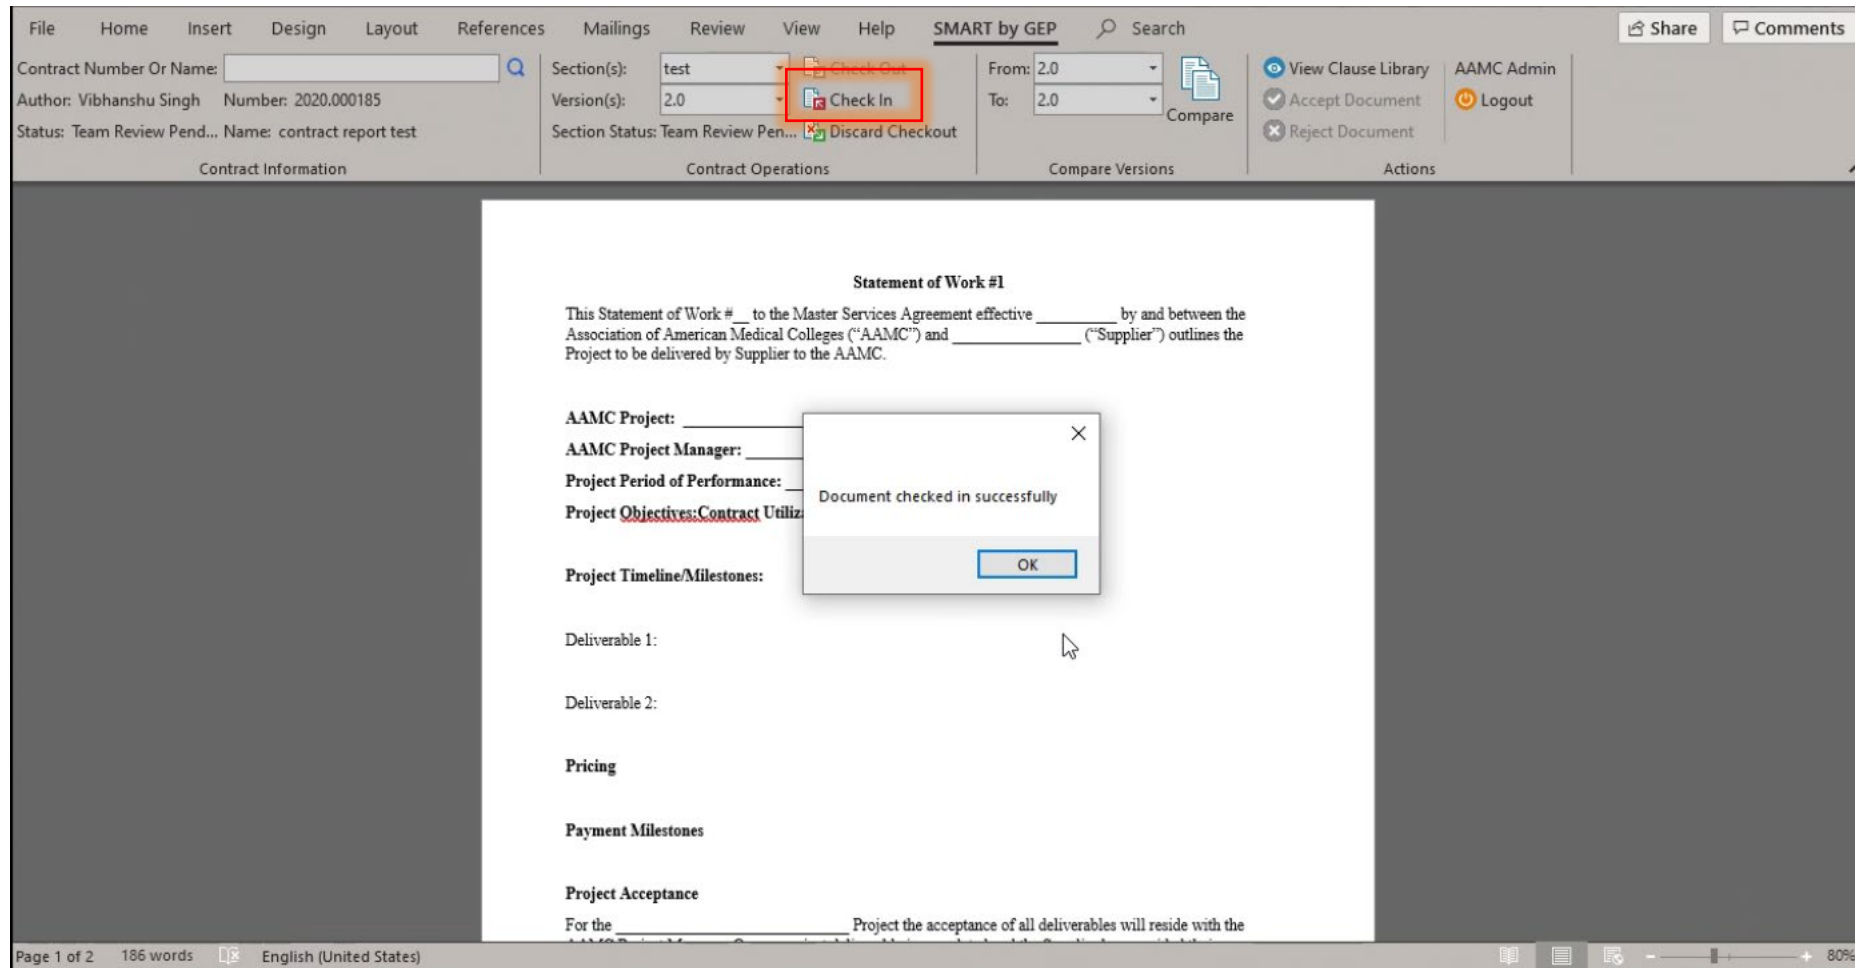 File Home Insert Design Layout References Mailings Review View Help SMART by GEP Search Share Comments
Contract Number Or Name: Section(s): test Check Out From: 2.0 View Clause Library AAMC Admin
Author: Vibhanshu Singh Number: 2020.000185 Version(s): 2.0 Check In To: 2.0 Compare Accept Document Logout
Status: Team Review Pend... Name: contract report test Section Status: Team Review Pen... Discard Checkout Reject Document
Contract Information Contract Operations Compare Versions Actions
Statement of Work #1
This Statement of Work #__ to the Master Services Agreement effective __________ by and between the
Association of American Medical Colleges (“AAMC”) and ________________ (“Supplier”) outlines the
Project to be delivered by Supplier to the AAMC.
AAMC Project: _______________
AAMC Project Manager: _______
Project Period of Performance: __
Project Objectives:Contract
Document checked in successfully
OK
Project Timeline/Milestones:
Deliverable 1:
Deliverable 2:
Pricing
Payment Milestones
Project Acceptance
For the _____________________________ Project the acceptance of all deliverables will reside with the
Page 1 of 2 186 words English (United States) 80%